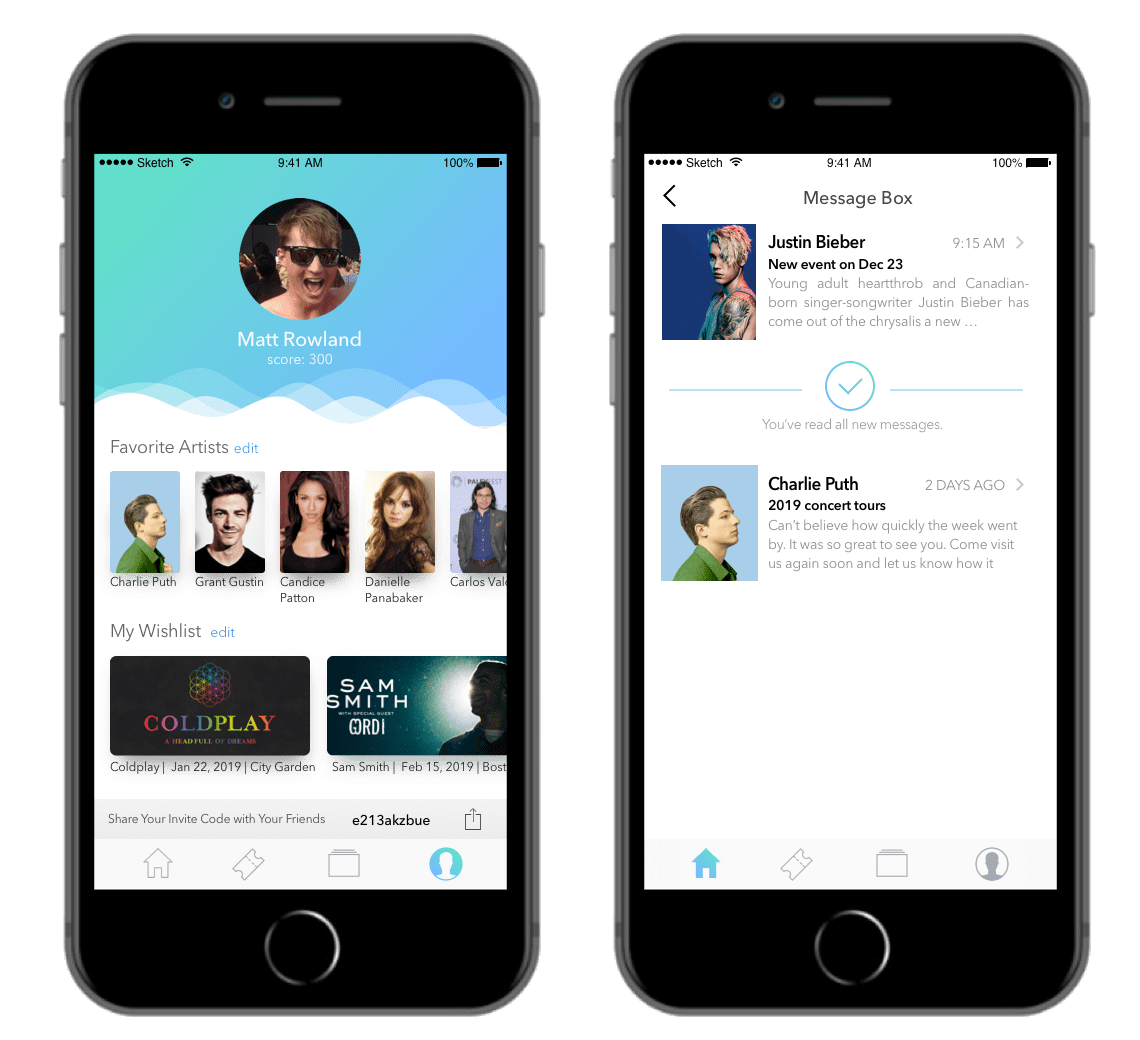 ●●●●● Sketch 9:41 AM 100%
Matt Rowland
score: 300
Favorite Artists edit
PALEYFEST
Charlie Puth
Grant Gustin
Candice
Patton
Danielle
Panabaker
Carlos Val
My Wishlist edit
COLDPLAY
A HEAD FULL OF DREAMS
SAM
SMITH
WITH SPECIAL GUEST
GORDI
Coldplay | Jan 22, 2019 | City Garden
Sam Smith | Feb 15, 2019 | Bost
Share Your Invite Code with Your Friends e213akzbue
●●●●● Sketch 9:41 AM 100%
Message Box
Justin Bieber 9:15 AM
New event on Dec 23
Young adult heartthrob and Canadian-
born singer-songwriter Justin Bieber has
come out of the chrysalis a new …
You’ve read all new messages.
Charlie Puth 2 DAYS AGO
2019 concert tours
Can’t believe how quickly the week went
by. It was so great to see you. Come visit
us again soon and let us know how it